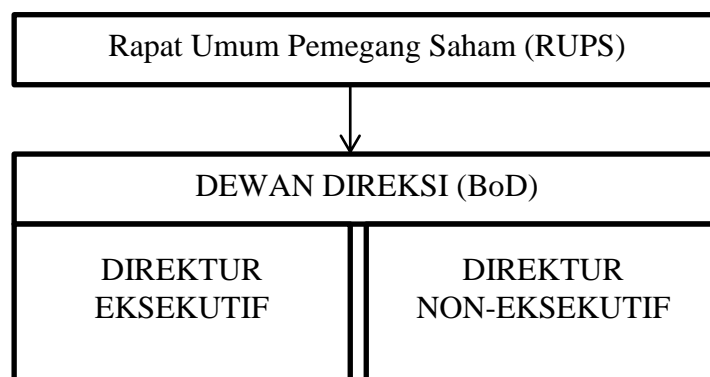 Rapat Umum Pemegang Saham (RUPS)
DEWAN DIREKSI (BoD)
DIREKTUR
EKSEKUTIF
DIREKTUR
NON-EKSEKUTIF